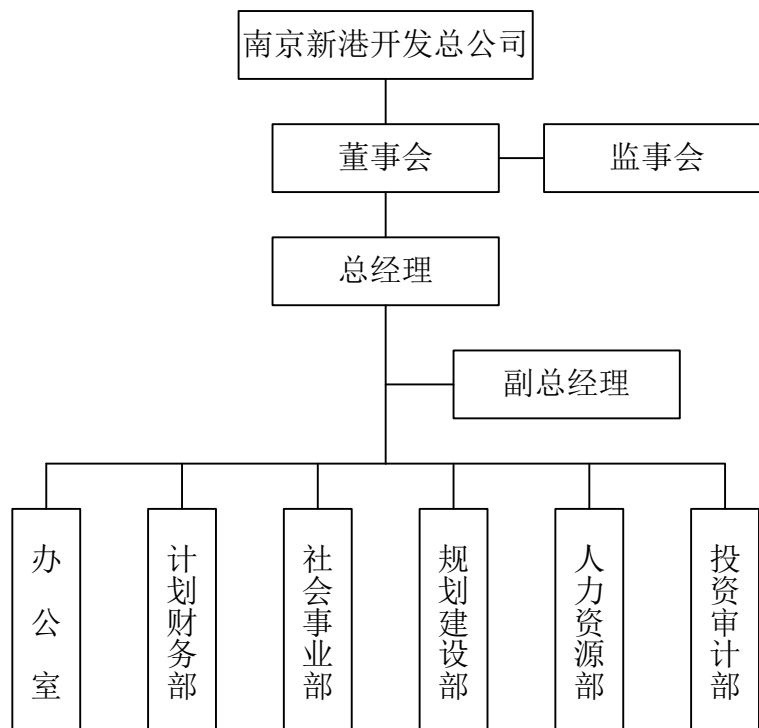 南京新港开发总公司
董事会
监事会
总经理
副总经理
办公室
计划财务部
社会事业部
规划建设部
人力资源部
投资审计部